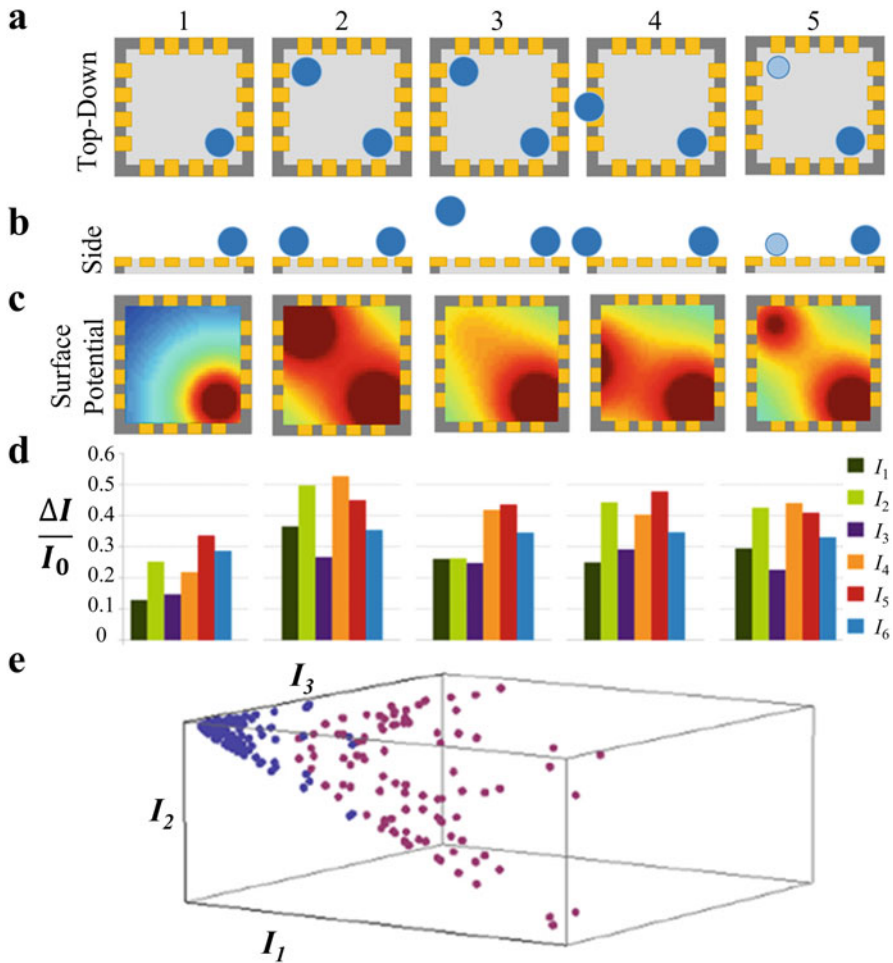 a 1 2 3 4 5
Top-Down
b
Side
c
Surface
Potential
d
0.6
0.5
0.4
0.3
0.2
0.1
0
ΔI
I0
I1
I2
I3
I4
I5
I6
e
I3
I2
I1